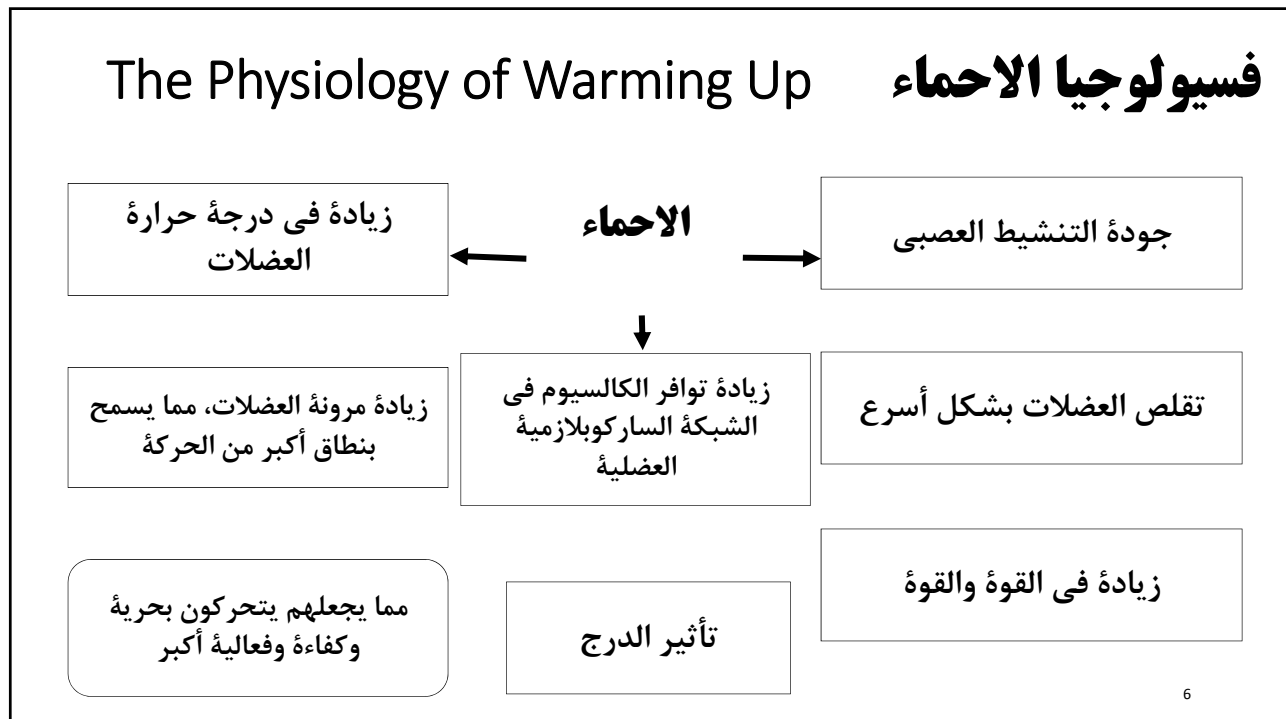 The Physiology of Warming Up فسيولوجيا الاحماء
جودة التنشيط العصبى
الاحماء
زيادة فى درجة حرارة
العضلات
تقلص العضلات بشكل أسرع
زيادة توافر الكالسيوم فى
الشبكة الساركوبلازمية
العضلية
زيادة مرونة العضلات، مما يسمح
بنطاق أكبر من الحركة
زيادة فى القوة والقوة
تأثير الدرج
مما يجعلهم يتحركون بحرية
وكفاءة وفعالية أكبر
6